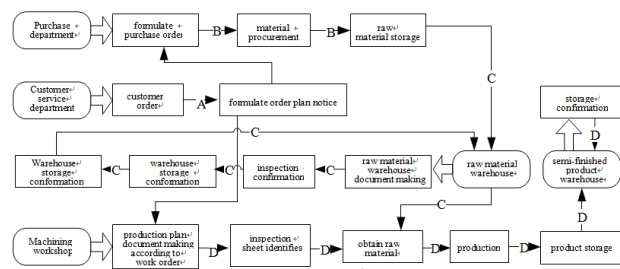 Purchase
department
formulate
purchase order
B
material
procurement
B
raw
material storage
C
Customer
service
department
customer
order
A
formulate order plan notice
storage
confirmation
D
C
Warehouse
storage
conformation
C
warehouse
storage
conformation
C
inspection
confirmation
C
raw material
warehouse
document making
raw material
warehouse
semi-finished
product
warehouse
C
D
Machining
workshop
production plan
document making
according to
work order
D
inspection
sheet identifies
D
obtain raw
material
D
production
D
product storage